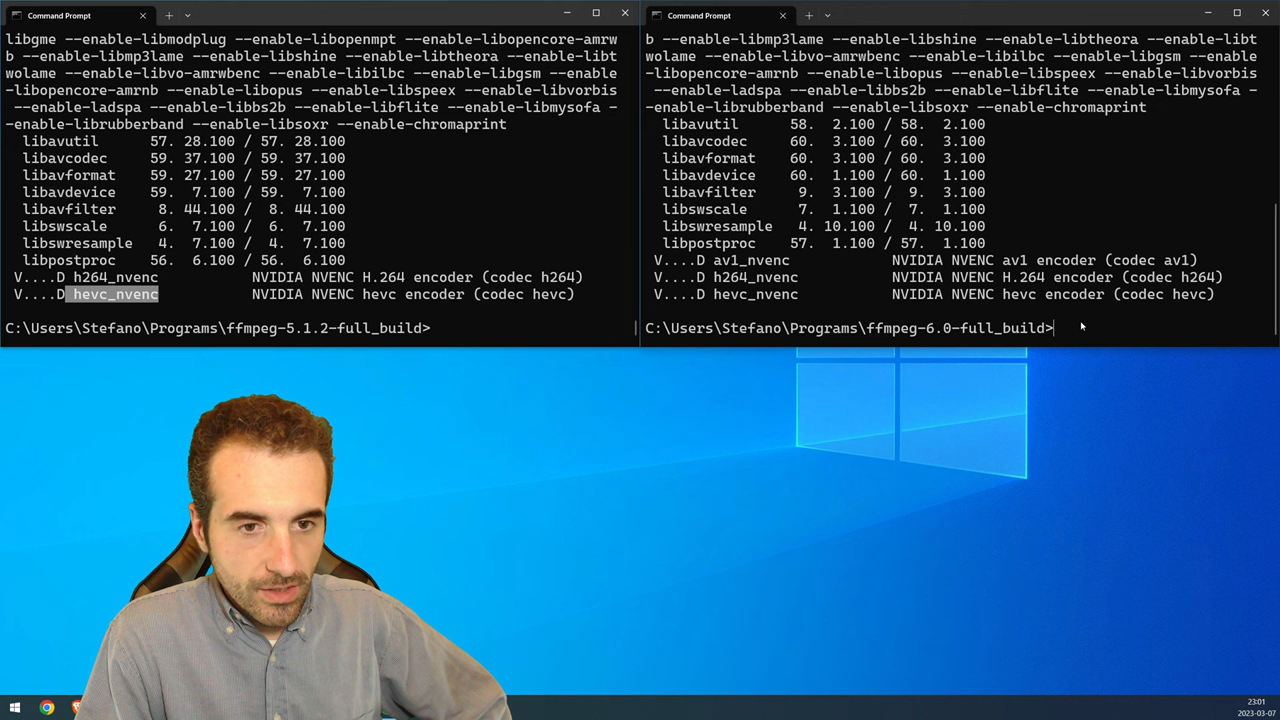 Command Prompt
libgme --enable-libmodplug --enable-libopenmpt --enable-libopencore-amrw
b --enable-libmp3lame --enable-libshine --enable-libtheora --enable-libt
wolame --enable-libvo-amrwbenc --enable-libilbc --enable-libgsm --enable
-libopencore-amrnb --enable-libopus --enable-libspeex --enable-libvorbis
--enable-ladspa --enable-libbs2b --enable-libflite --enable-libmysofa -
-enable-librubberband --enable-libsoxr --enable-chromaprint
libavutil 57. 28.100 / 57. 28.100
libavcodec 59. 37.100 / 59. 37.100
libavformat 59. 27.100 / 59. 27.100
libavdevice 59. 7.100 / 59. 7.100
libavfilter 8. 44.100 / 8. 44.100
libswscale 6. 7.100 / 6. 7.100
libswresample 4. 7.100 / 4. 7.100
libpostproc 56. 6.100 / 56. 6.100
V....D h264_nvenc NVIDIA NVENC H.264 encoder (codec h264)
V....D hevc_nvenc NVIDIA NVENC hevc encoder (codec hevc)
C:\Users\Stefano\Programs\ffmpeg-5.1.2-full_build>
Command Prompt
b --enable-libmp3lame --enable-libshine --enable-libtheora --enable-libt
wolame --enable-libvo-amrwbenc --enable-libilbc --enable-libgsm --enable
-libopencore-amrnb --enable-libopus --enable-libspeex --enable-libvorbis
--enable-ladspa --enable-libbs2b --enable-libflite --enable-libmysofa -
-enable-librubberband --enable-libsoxr --enable-chromaprint
libavutil 58. 2.100 / 58. 2.100
libavcodec 60. 3.100 / 60. 3.100
libavformat 60. 3.100 / 60. 3.100
libavdevice 60. 1.100 / 60. 1.100
libavfilter 9. 3.100 / 9. 3.100
libswscale 7. 1.100 / 7. 1.100
libswresample 4. 10.100 / 4. 10.100
libpostproc 57. 1.100 / 57. 1.100
V....D av1_nvenc NVIDIA NVENC av1 encoder (codec av1)
V....D h264_nvenc NVIDIA NVENC H.264 encoder (codec h264)
V....D hevc_nvenc NVIDIA NVENC hevc encoder (codec hevc)
C:\Users\Stefano\Programs\ffmpeg-6.0-full_build>
23:01
2023-03-07